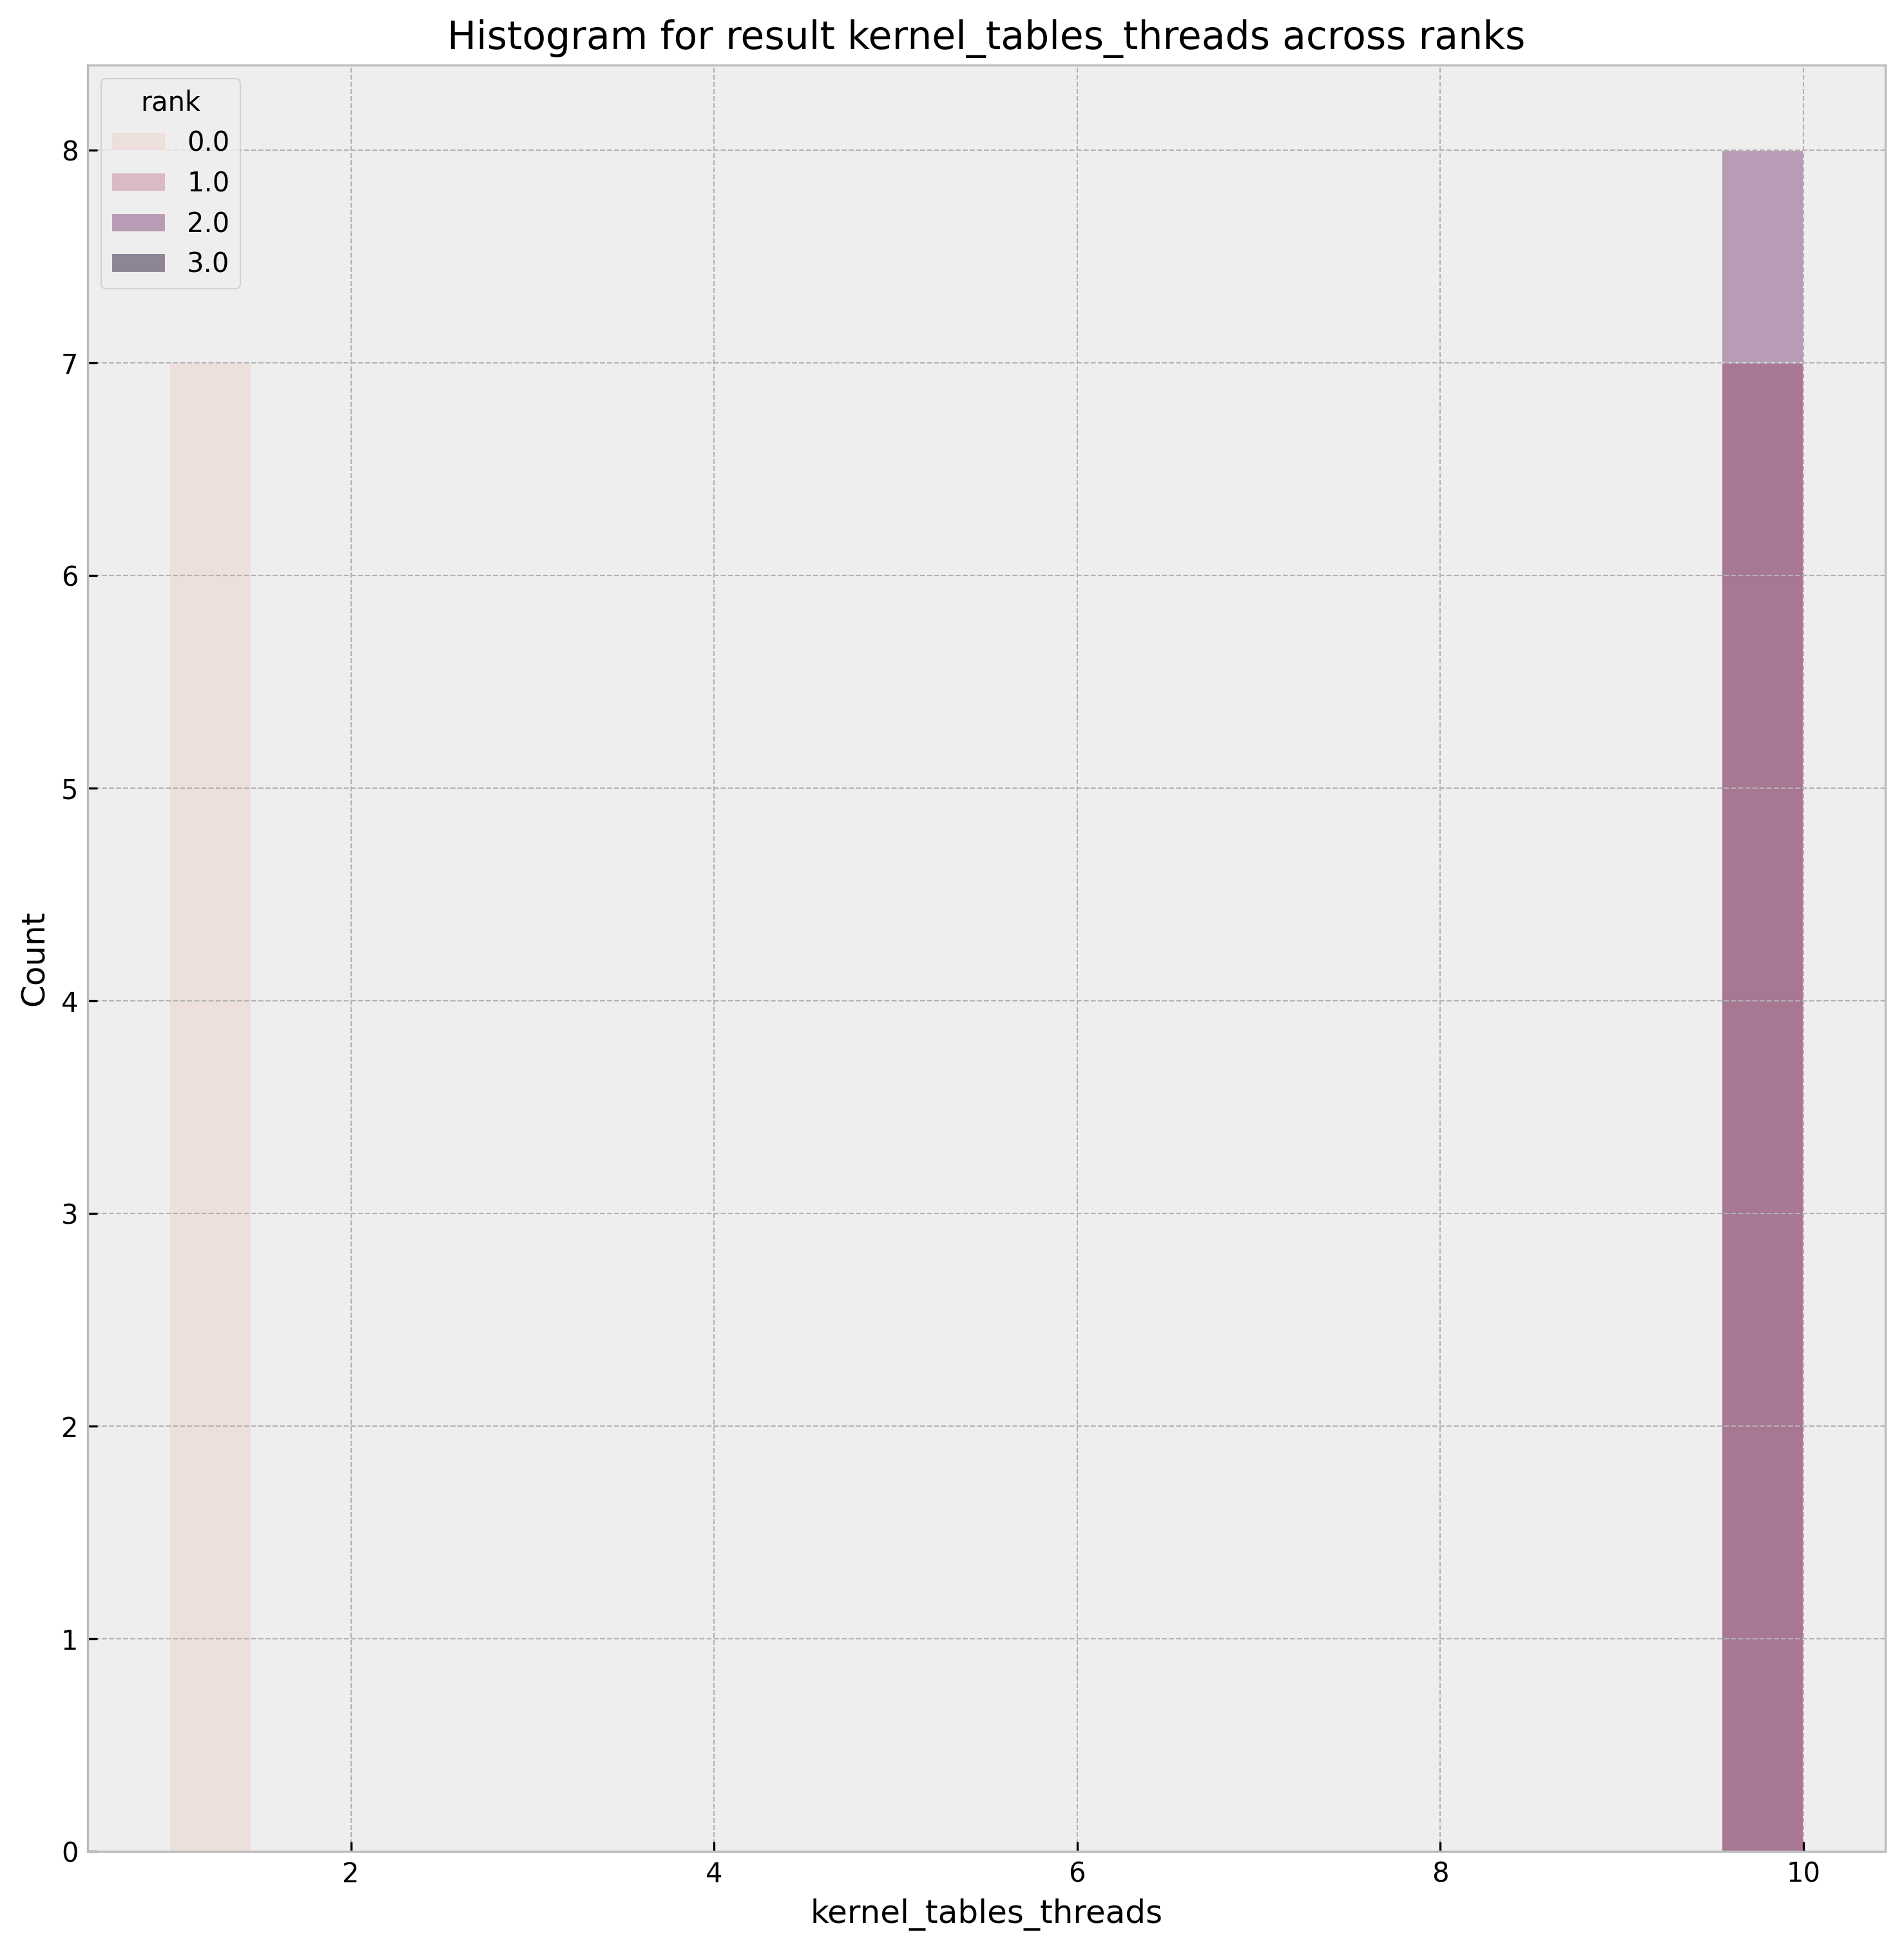 Histogram for result kernel_tables_threads across ranks
rank
0.0
1.0
2.0
3.0
8
7
6
5
4
3
2
1
0
Count
2 4 6 8 10
kernel_tables_threads